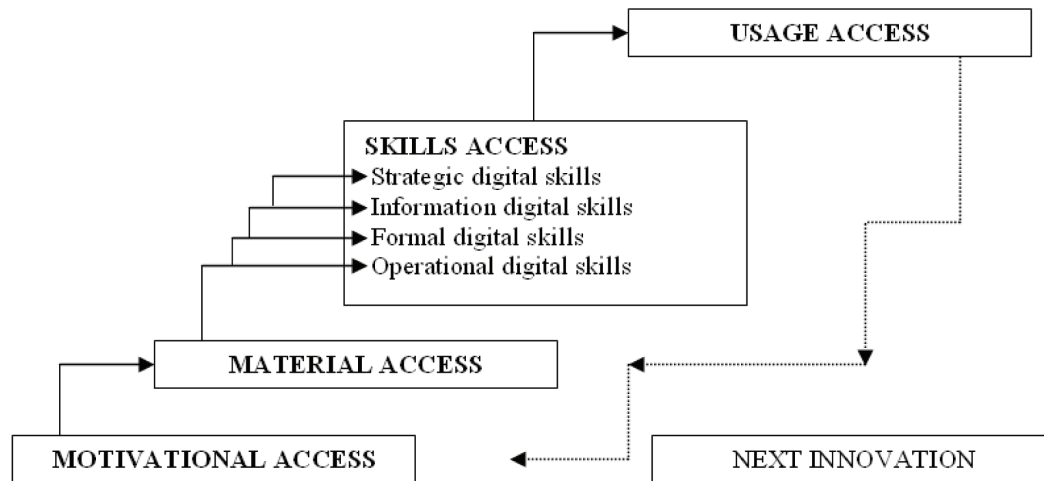 USAGE ACCESS
SKILLS ACCESS
Strategic digital skills
Information digital skills
Formal digital skills
Operational digital skills
MATERIAL ACCESS
MOTIVATIONAL ACCESS
NEXT INNOVATION